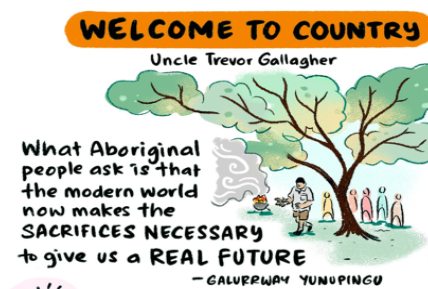 WELCOME TO COUNTRY
Uncle Trevor Gallagher
What Aboriginal
people ask is that
the modern world
now makes the
SACRIFICES NECESSARY
to give us a REAL FUTURE
— GALURRWAY YUNUPINGU